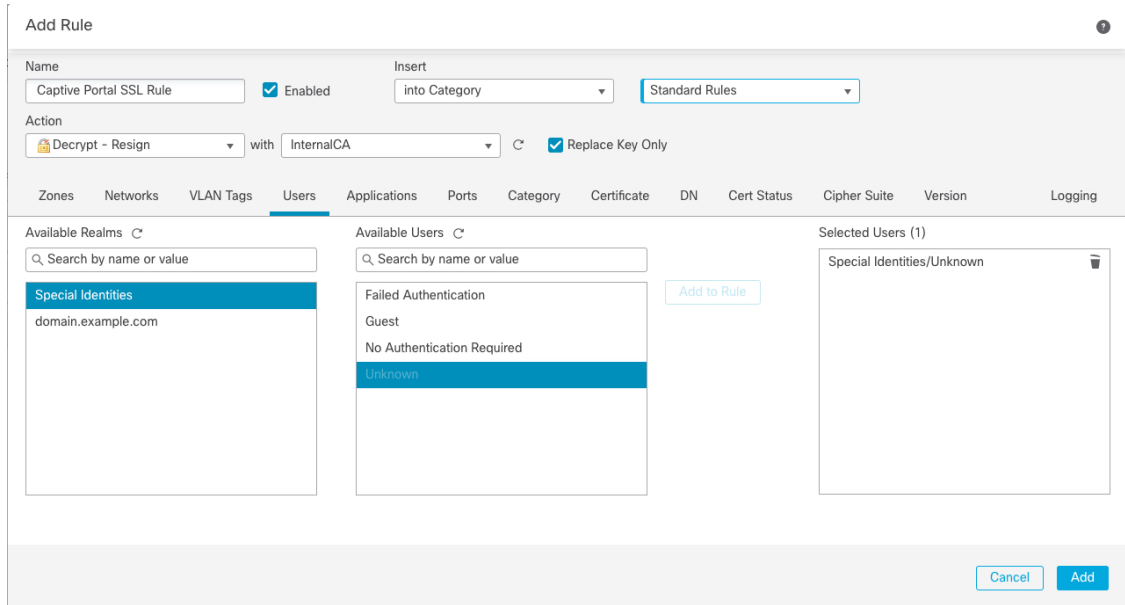 Add Rule
?
Name
Insert
Captive Portal SSL Rule
Enabled
into Category
Standard Rules
Action
Decrypt - Resign
with
InternalCA
Replace Key Only
Zones Networks VLAN Tags Users Applications Ports Category Certificate DN Cert Status Cipher Suite Version Logging
Available Realms
Search by name or value
Special Identities
domain.example.com
Available Users
Search by name or value
Failed Authentication
Guest
No Authentication Required
Unknown
Add to Rule
Selected Users (1)
Special Identities/Unknown
Cancel
Add